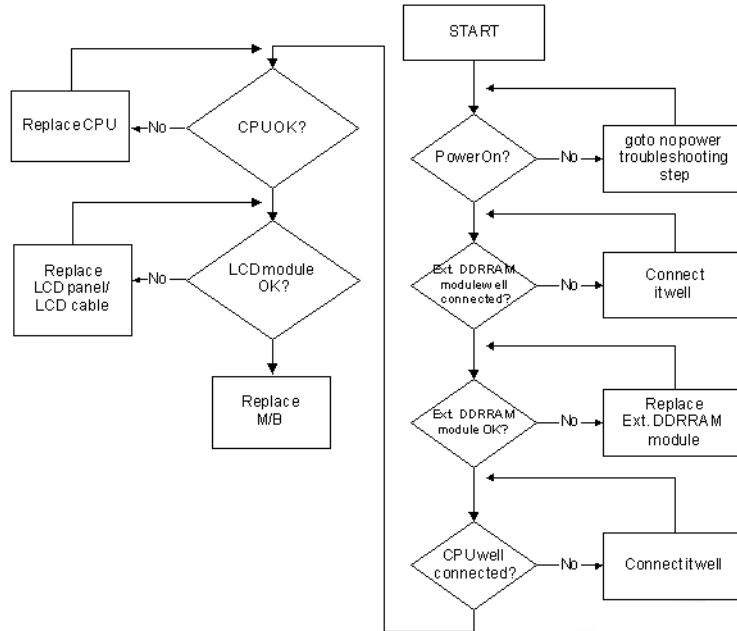 START
Power On?
No
goto no power
troubleshooting
step
Ext. DDRRAM
module well
connected?
No
Connect
it well
Ext. DDRRAM
module OK?
No
Replace
Ext. DDRRAM
module
CPU well
connected?
No
Connect it well
CPU OK?
No
Replace CPU
LCD module
OK?
No
Replace
LCD panel/
LCD cable
Replace
M/B